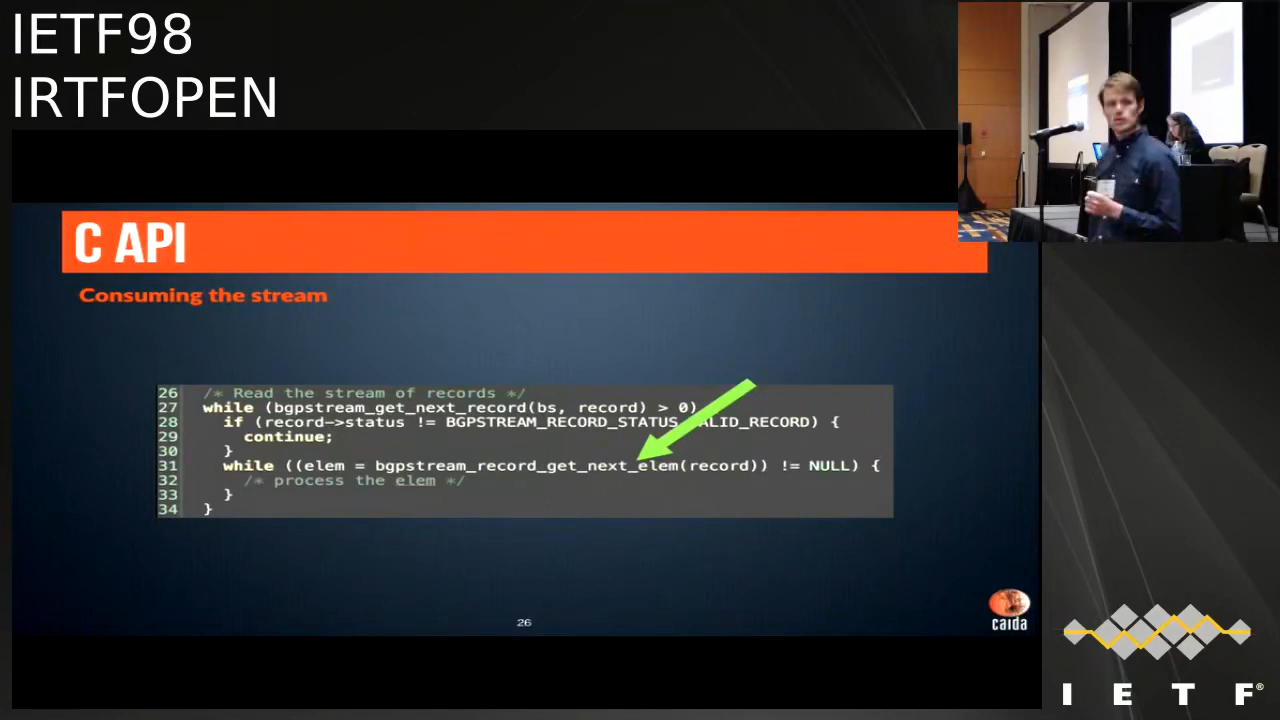 IETF98
IRTFOPEN
C API
Consuming the stream
26 /* Read the stream of records */
27 while (bgpstream_get_next_record(bs, record) > 0)
28 if (record->status != BGPSTREAM_RECORD_STATUS ALID_RECORD) {
29 continue;
30 }
31 while ((elem = bgpstream_record_get_next_elem(record)) != NULL) {
32 /* process the elem */
33 }
34 }
26
caida
I E T F®